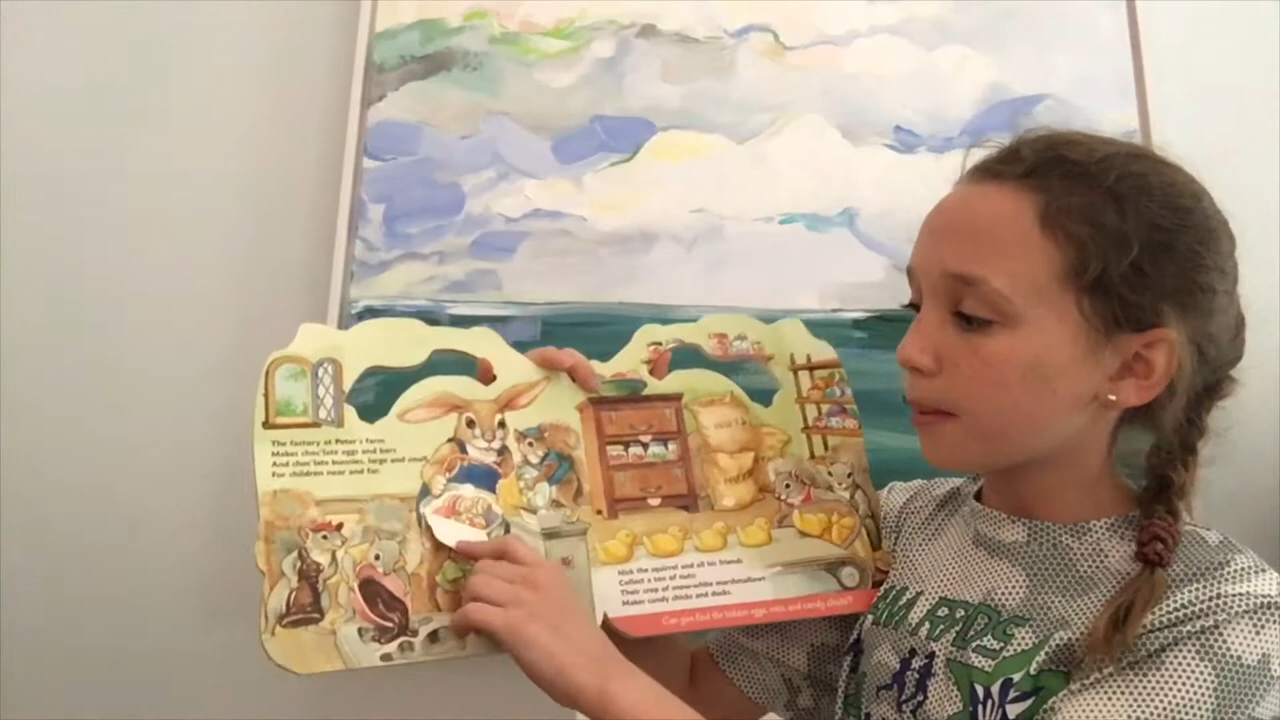 The factory at Peter's farm
Makes choc'late eggs and bars
And choc'late bunnies, large and small,
For children near and far.
Nick the squirrel and all his friends
Collect a ton of nuts
Their crop of snow-white marshmallows
Makes candy chicks and ducks.
Can you find the hidden eggs, mice and candy chicks?